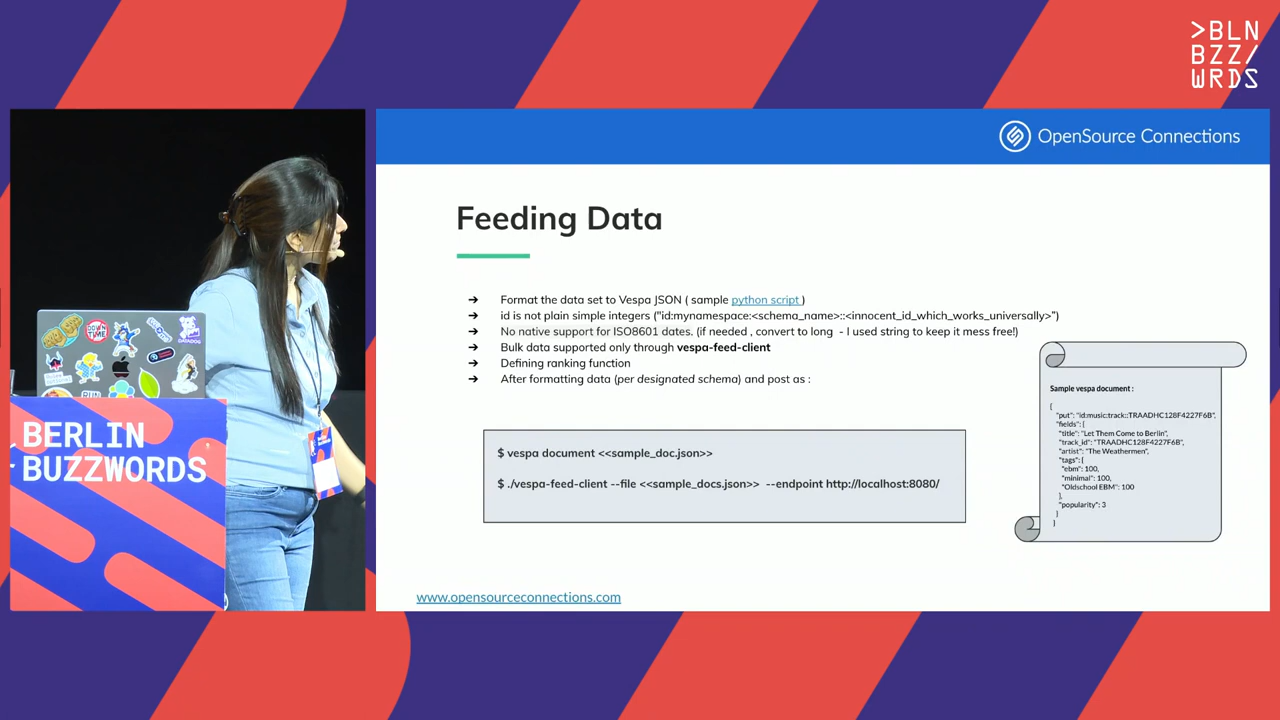 >BLN
BZZ/
WRDS
OpenSource Connections
Feeding Data
➔ Format the data set to Vespa JSON ( sample python script )
➔ id is not plain simple integers ("id:mynamespace:<schema_name>::<innocent_id_which_works_universally>")
➔ No native support for ISO8601 dates. (if needed , convert to long - I used string to keep it mess free!)
➔ Bulk data supported only through vespa-feed-client
➔ Defining ranking function
➔ After formatting data (per designated schema) and post as :
$ vespa document <<sample_doc.json>>
$ ./vespa-feed-client --file <<sample_docs.json>> --endpoint http://localhost:8080/
Sample vespa document :
{
"put": "id:music:track::TRAADHC128F4227F6B",
"fields": {
"title": "Let Them Come to Berlin",
"track_id": "TRAADHC128F4227F6B",
"artist": "The Weathermen",
"tags": {
"ebm": 100,
"minimal": 100,
"Oldschool EBM": 100
},
"popularity": 3
}
}
www.opensourceconnections.com
DOWN
TIME
DATADOG
RUN
BERLIN
BUZZWORDS